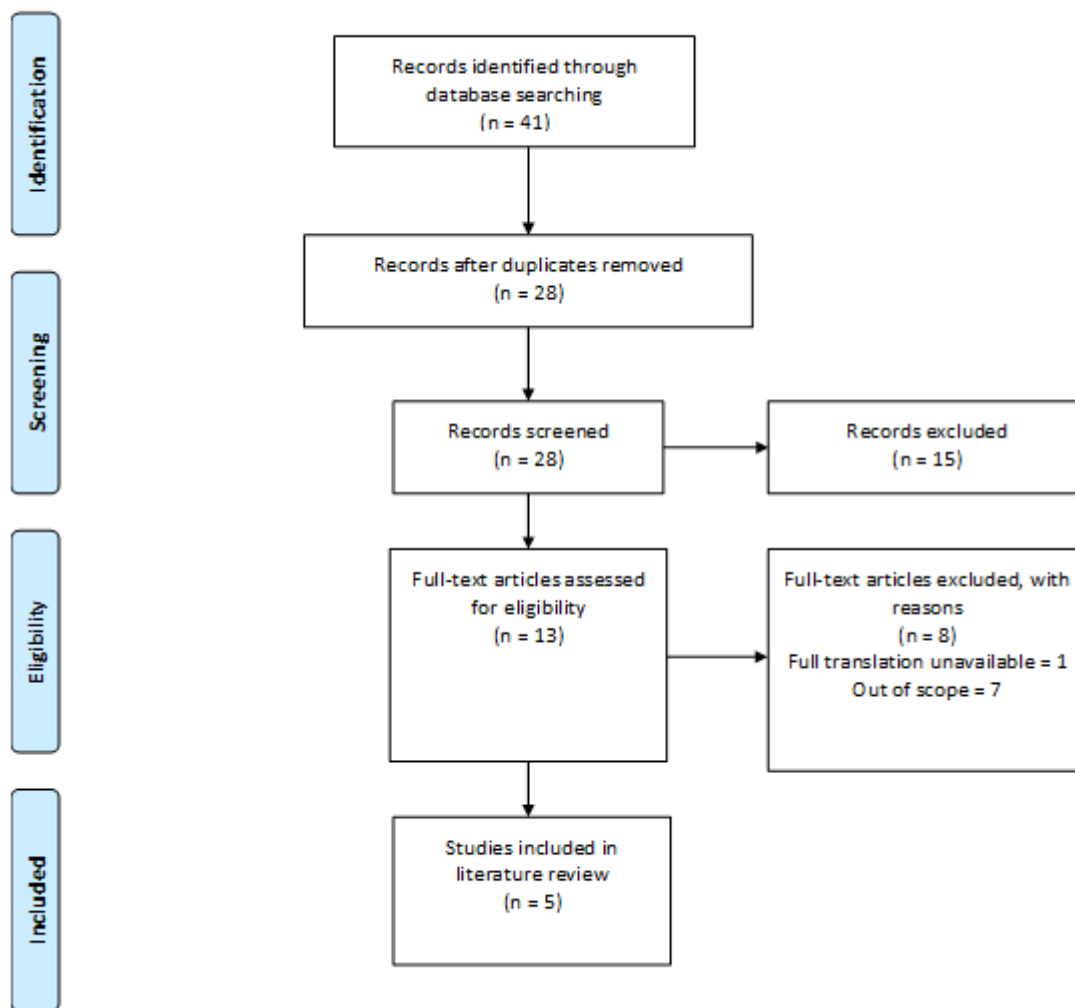 Identification
Records identified through
database searching
(n = 41)
Records after duplicates removed
(n = 28)
Screening
Records screened
(n = 28)
Records excluded
(n = 15)
Eligibility
Full-text articles assessed
for eligibility
(n = 13)
Full-text articles excluded, with
reasons
(n = 8)
Full translation unavailable = 1
Out of scope = 7
Included
Studies included in
literature review
(n = 5)